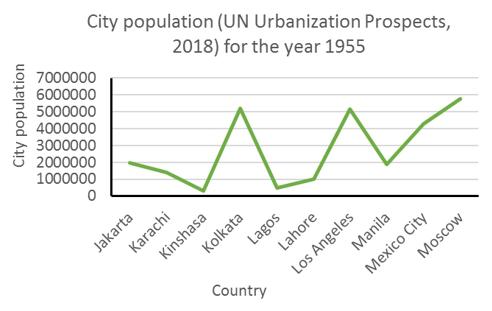 City population (UN Urbanization Prospects,
2018) for the year 1955
City population
7000000
6000000
5000000
4000000
3000000
2000000
1000000
0
Jakarta
Karachi
Kinshasa
Kolkata
Lagos
Lahore
Los Angeles
Manila
Mexico City
Moscow
Country